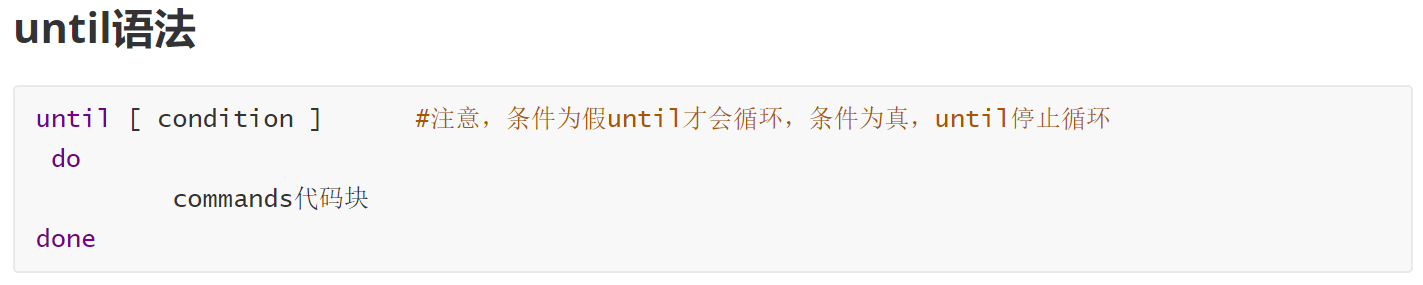 until语法
until [ condition ] #注意，条件为假until才会循环，条件为真，until停止循环
do
commands代码块
done